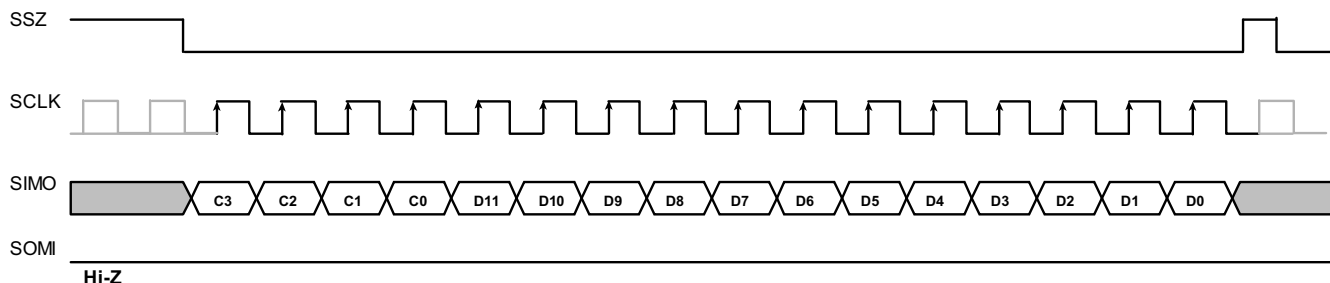 SSZ
SCLK
SIMO C3 C2 C1 C0 D11 D10 D9 D8 D7 D6 D5 D4 D3 D2 D1 D0
SOMI
Hi-Z